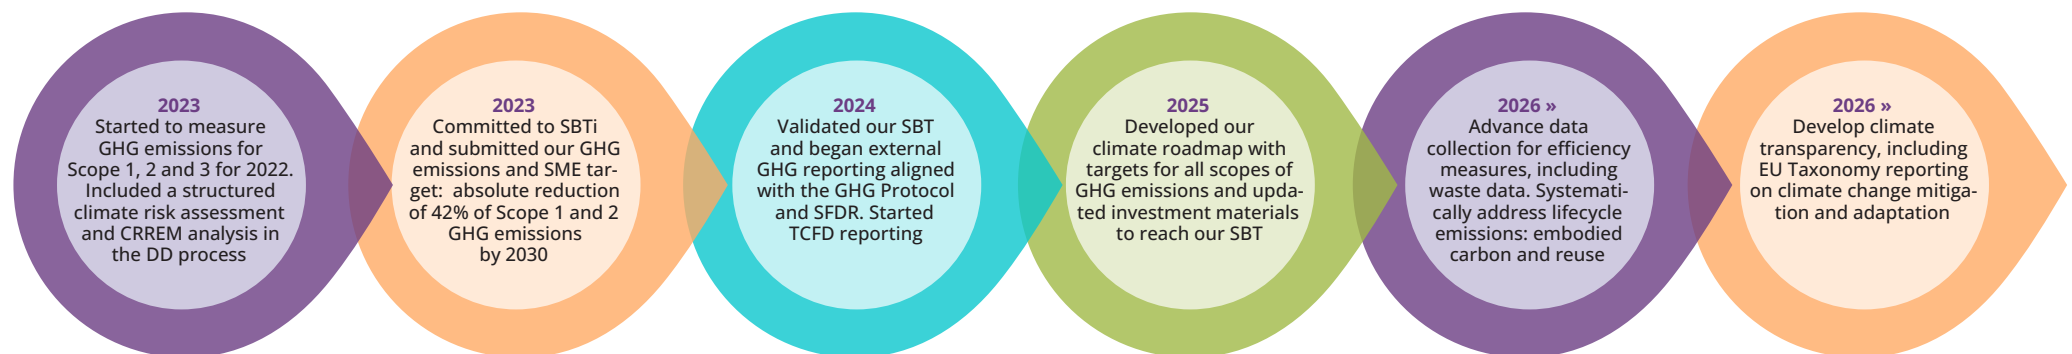 2023
Started to measure
GHG emissions for
Scope 1, 2 and 3 for 2022.
Included a structured
climate risk assessment
and CRREM analysis in
the DD process
2023
Committed to SBTi
and submitted our GHG
emissions and SME tar-
get: absolute reduction
of 42% of Scope 1 and 2
GHG emissions
by 2030
2024
Validated our SBT
and began external
GHG reporting aligned
with the GHG Protocol
and SFDR. Started
TCFD reporting
2025
Developed our
climate roadmap with
targets for all scopes of
GHG emissions and upda-
ted investment materials
to reach our SBT
2026 »
Advance data
collection for efficiency
measures, including
waste data. Systemati-
cally address lifecycle
emissions: embodied
carbon and reuse
2026 »
Develop climate
transparency, including
EU Taxonomy reporting
on climate change mitiga-
tion and adaptation